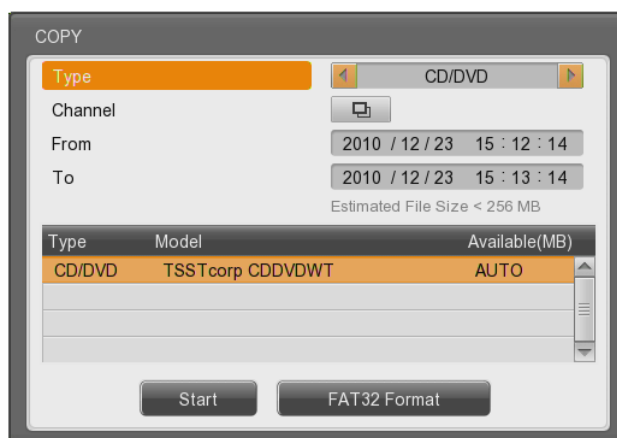 COPY
Type CD/DVD
Channel
From 2010 / 12 / 23 15 : 12 : 14
To 2010 / 12 / 23 15 : 13 : 14
Estimated File Size < 256 MB
Type Model Available(MB)
CD/DVD TSSTcorp CDDVDWT AUTO
Start FAT32 Format